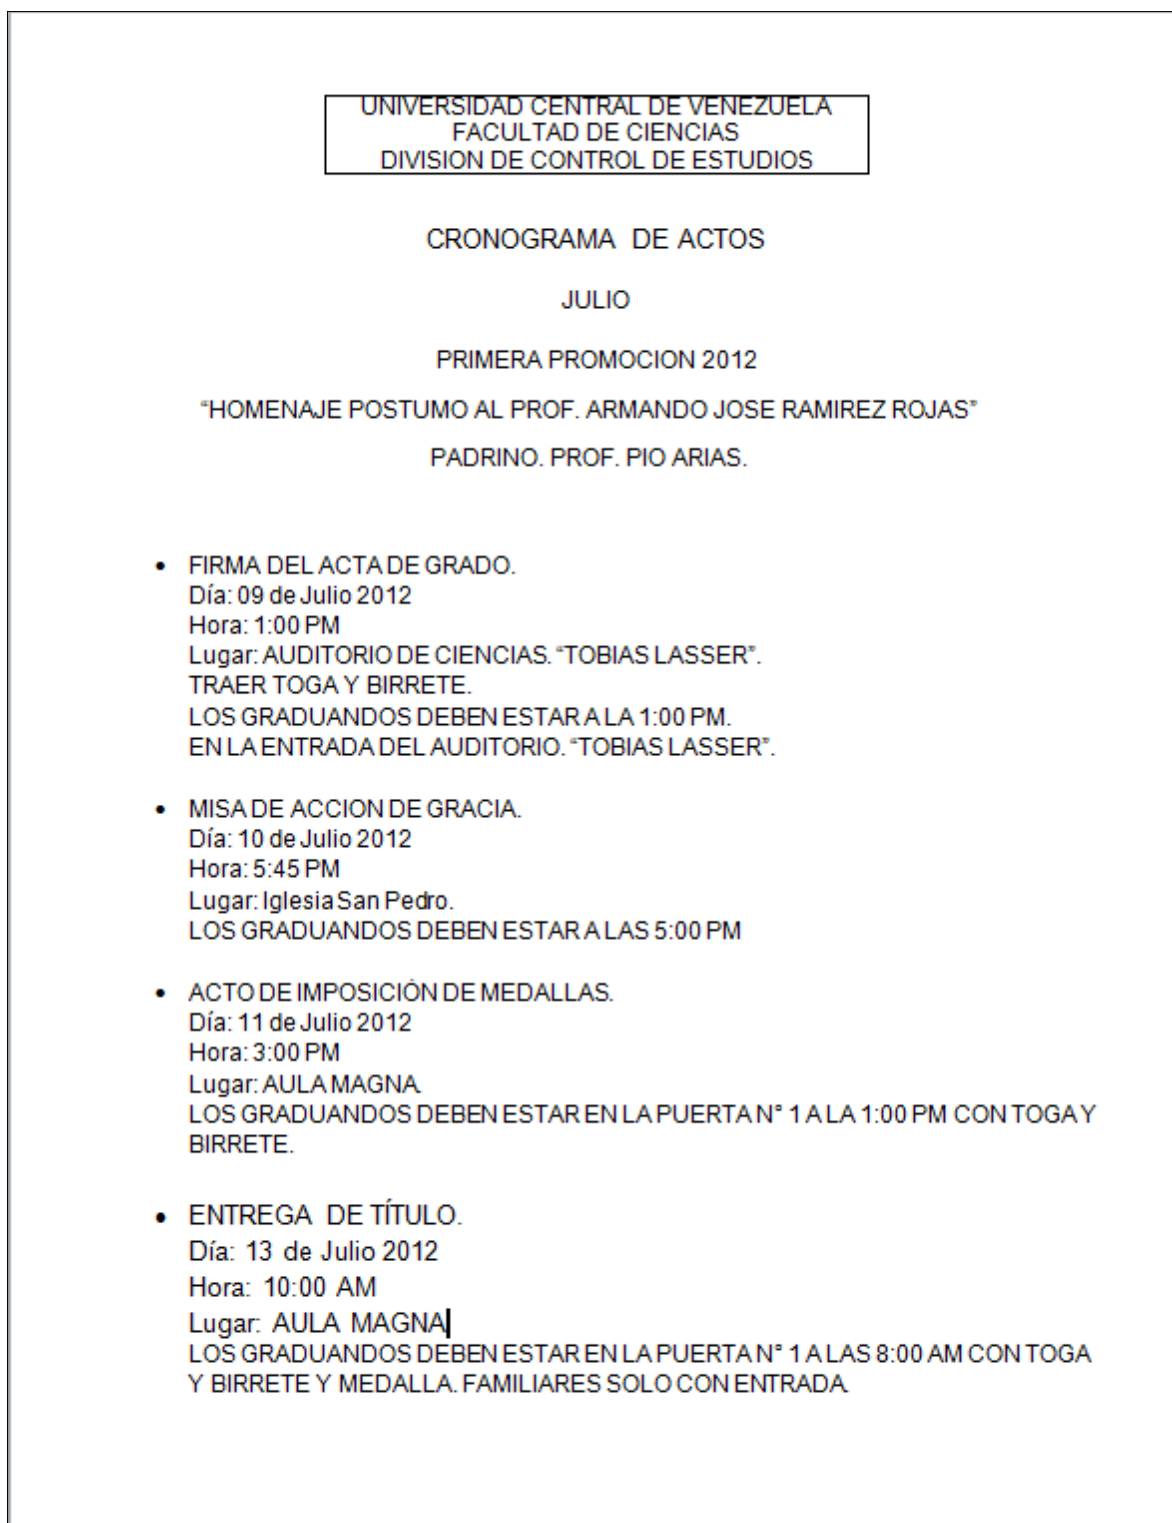 UNIVERSIDAD CENTRAL DE VENEZUELA
FACULTAD DE CIENCIAS
DIVISION DE CONTROL DE ESTUDIOS
CRONOGRAMA DE ACTOS
JULIO
PRIMERA PROMOCION 2012
“HOMENAJE POSTUMO AL PROF. ARMANDO JOSE RAMIREZ ROJAS”
PADRINO. PROF. PIO ARIAS.
• FIRMA DEL ACTA DE GRADO.
Día: 09 de Julio 2012
Hora: 1:00 PM
Lugar: AUDITORIO DE CIENCIAS. “TOBIAS LASSER”.
TRAER TOGA Y BIRRETE.
LOS GRADUANDOS DEBEN ESTAR A LA 1:00 PM.
EN LA ENTRADA DEL AUDITORIO. “TOBIAS LASSER”.
• MISA DE ACCION DE GRACIA.
Día: 10 de Julio 2012
Hora: 5:45 PM
Lugar: Iglesia San Pedro.
LOS GRADUANDOS DEBEN ESTAR A LAS 5:00 PM
• ACTO DE IMPOSICIÓN DE MEDALLAS.
Día: 11 de Julio 2012
Hora: 3:00 PM
Lugar: AULA MAGNA.
LOS GRADUANDOS DEBEN ESTAR EN LA PUERTA N° 1 A LA 1:00 PM CON TOGA Y
BIRRETE.
• ENTREGA DE TÍTULO.
Día: 13 de Julio 2012
Hora: 10:00 AM
Lugar: AULA MAGNA
LOS GRADUANDOS DEBEN ESTAR EN LA PUERTA N° 1 A LAS 8:00 AM CON TOGA
Y BIRRETE Y MEDALLA. FAMILIARES SOLO CON ENTRADA.